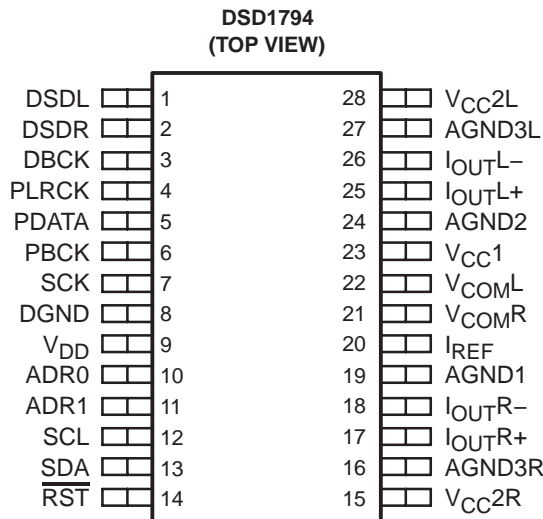 DSD1794
(TOP VIEW)
DSDL 1 28 VCC2L
DSDR 2 27 AGND3L
DBCK 3 26 IOUTL–
PLRCK 4 25 IOUTL+
PDATA 5 24 AGND2
PBCK 6 23 VCC1
SCK 7 22 VCOML
DGND 8 21 VCOMR
VDD 9 20 IREF
ADR0 10 19 AGND1
ADR1 11 18 IOUTR–
SCL 12 17 IOUTR+
SDA 13 16 AGND3R
RST 14 15 VCC2R